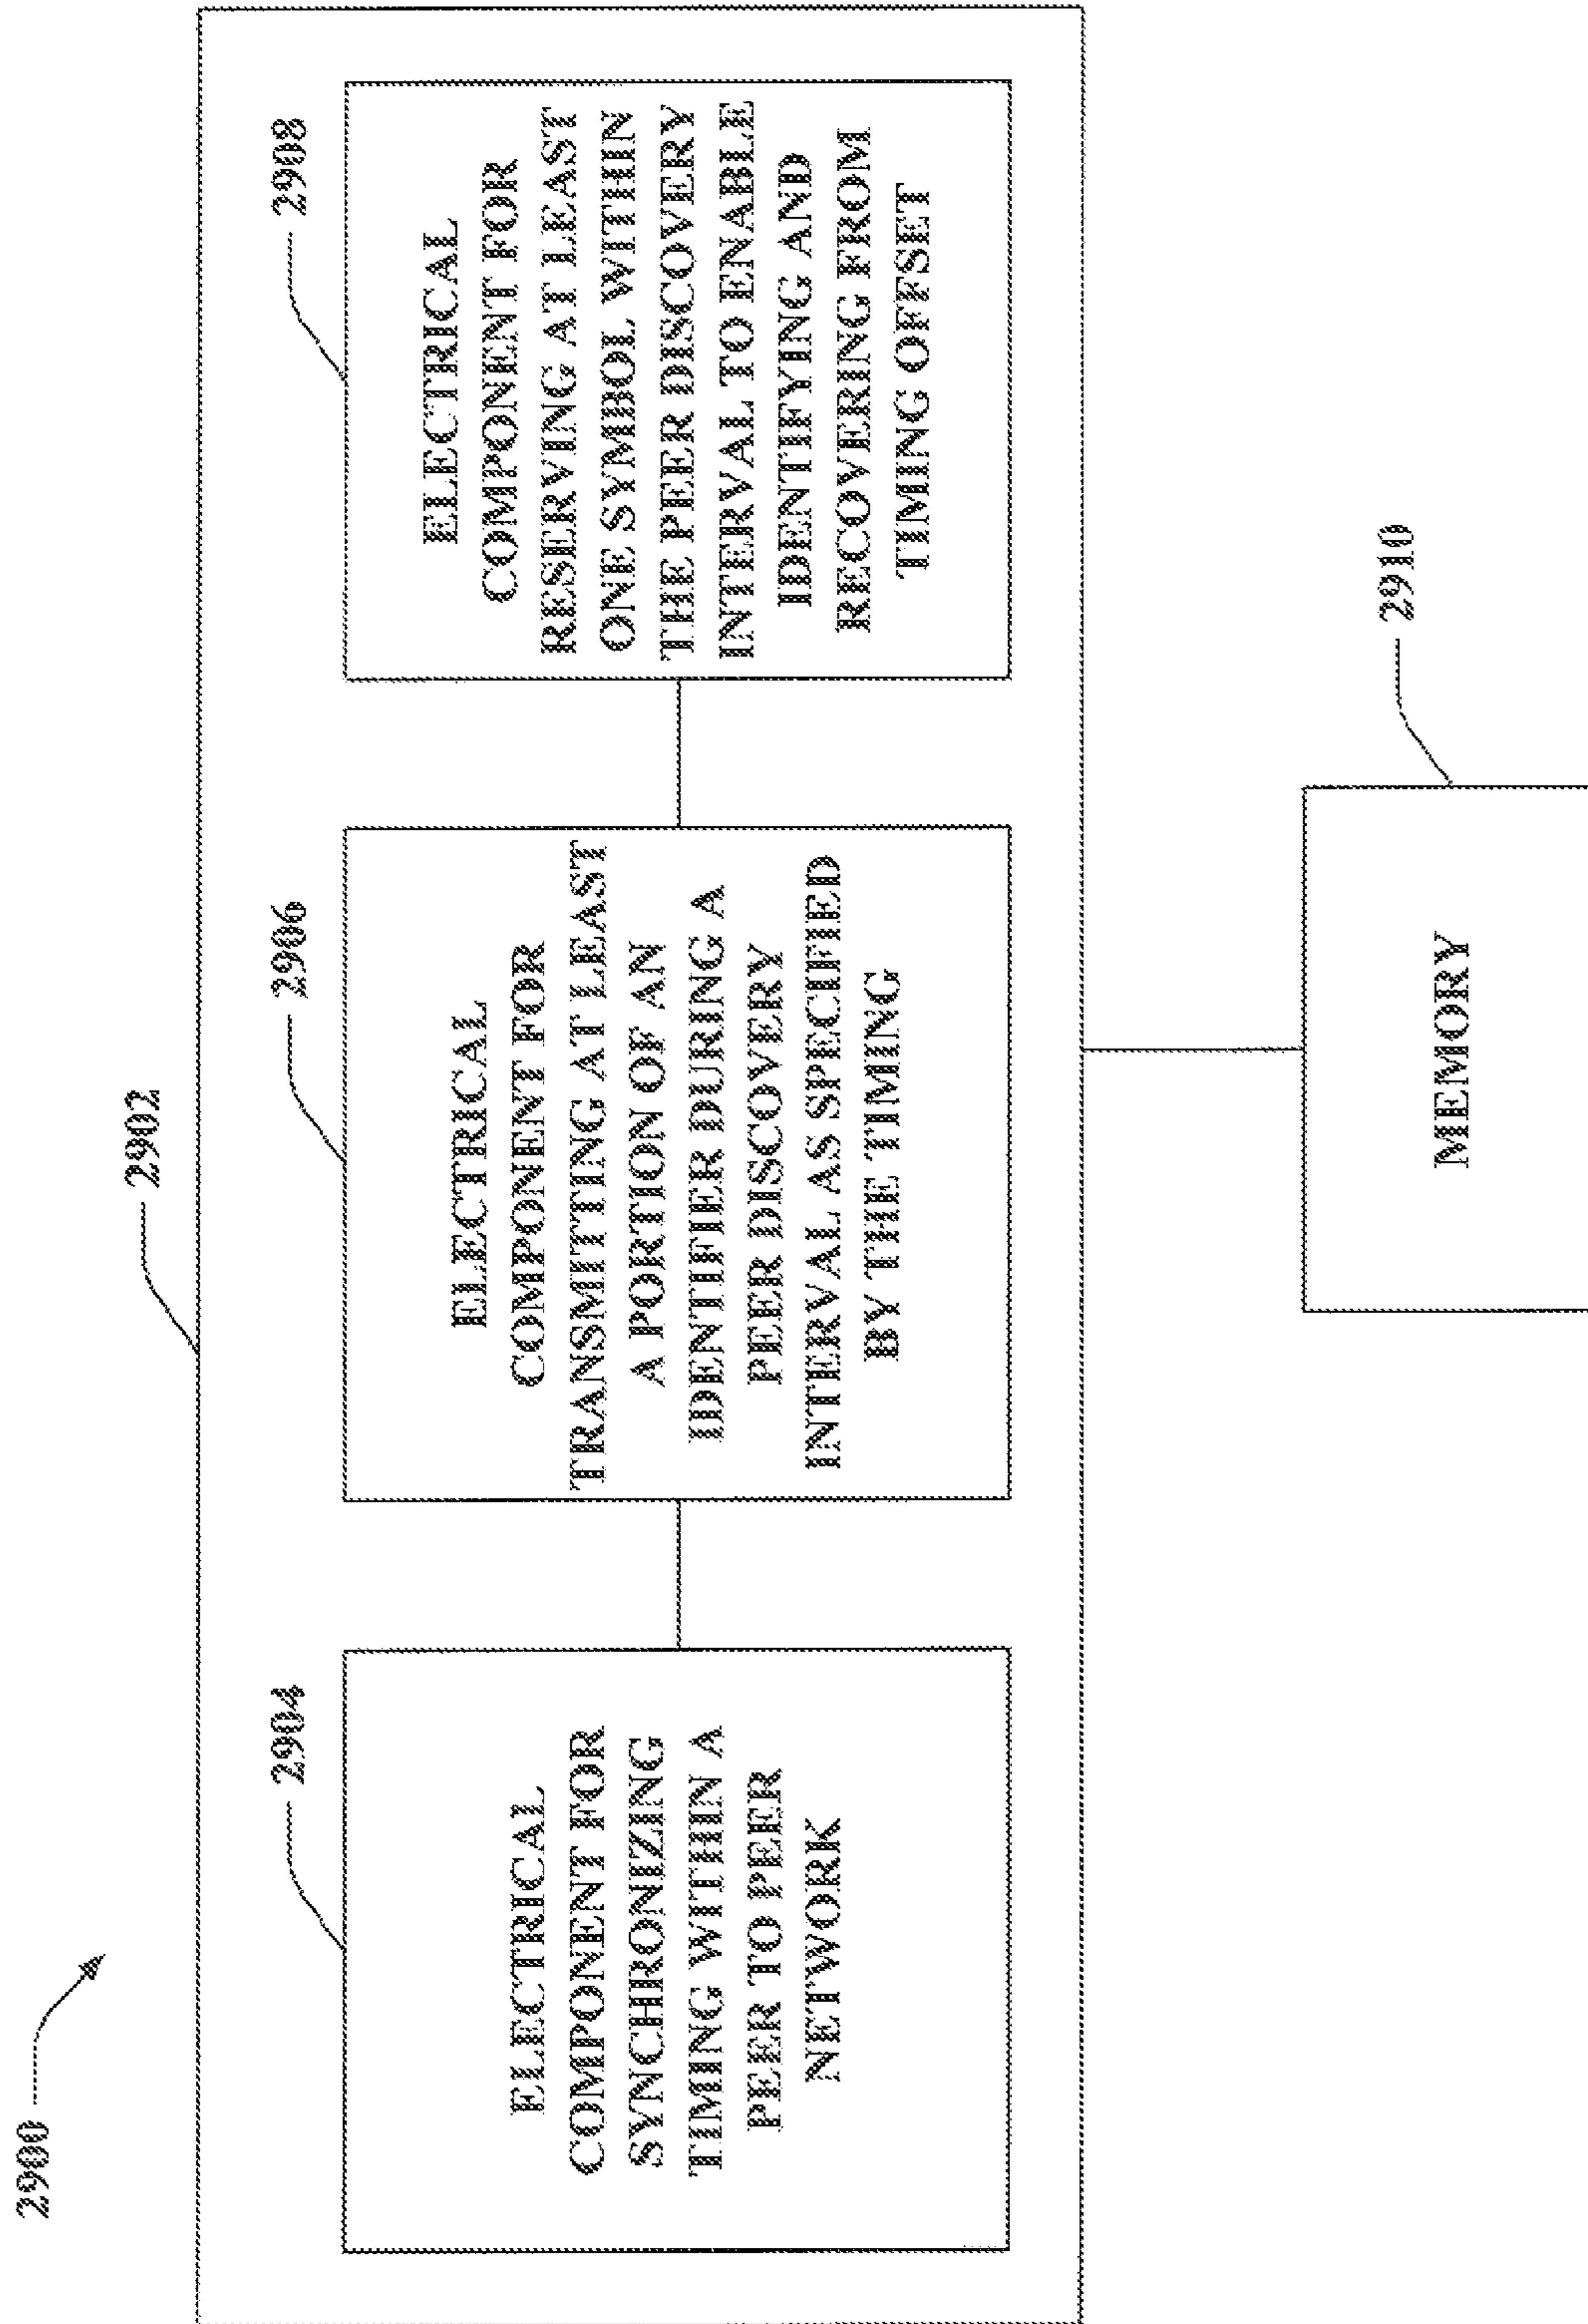 2900
2902
2904
ELECTRICAL
COMPONENT FOR
SYNCHRONIZING
TIMING WITHIN A
PEER TO PEER
NETWORK
2906
ELECTRICAL
COMPONENT FOR
TRANSMITTING AT LEAST
A PORTION OF AN
IDENTIFIER DURING A
PEER DISCOVERY
INTERVAL AS SPECIFIED
BY THE TIMING
2908
ELECTRICAL
COMPONENT FOR
RESERVING AT LEAST
ONE SYMBOL WITHIN
THE PEER DISCOVERY
INTERVAL TO ENABLE
IDENTIFYING AND
RECOVERING FROM
TIMING OFFSET
2910
MEMORY